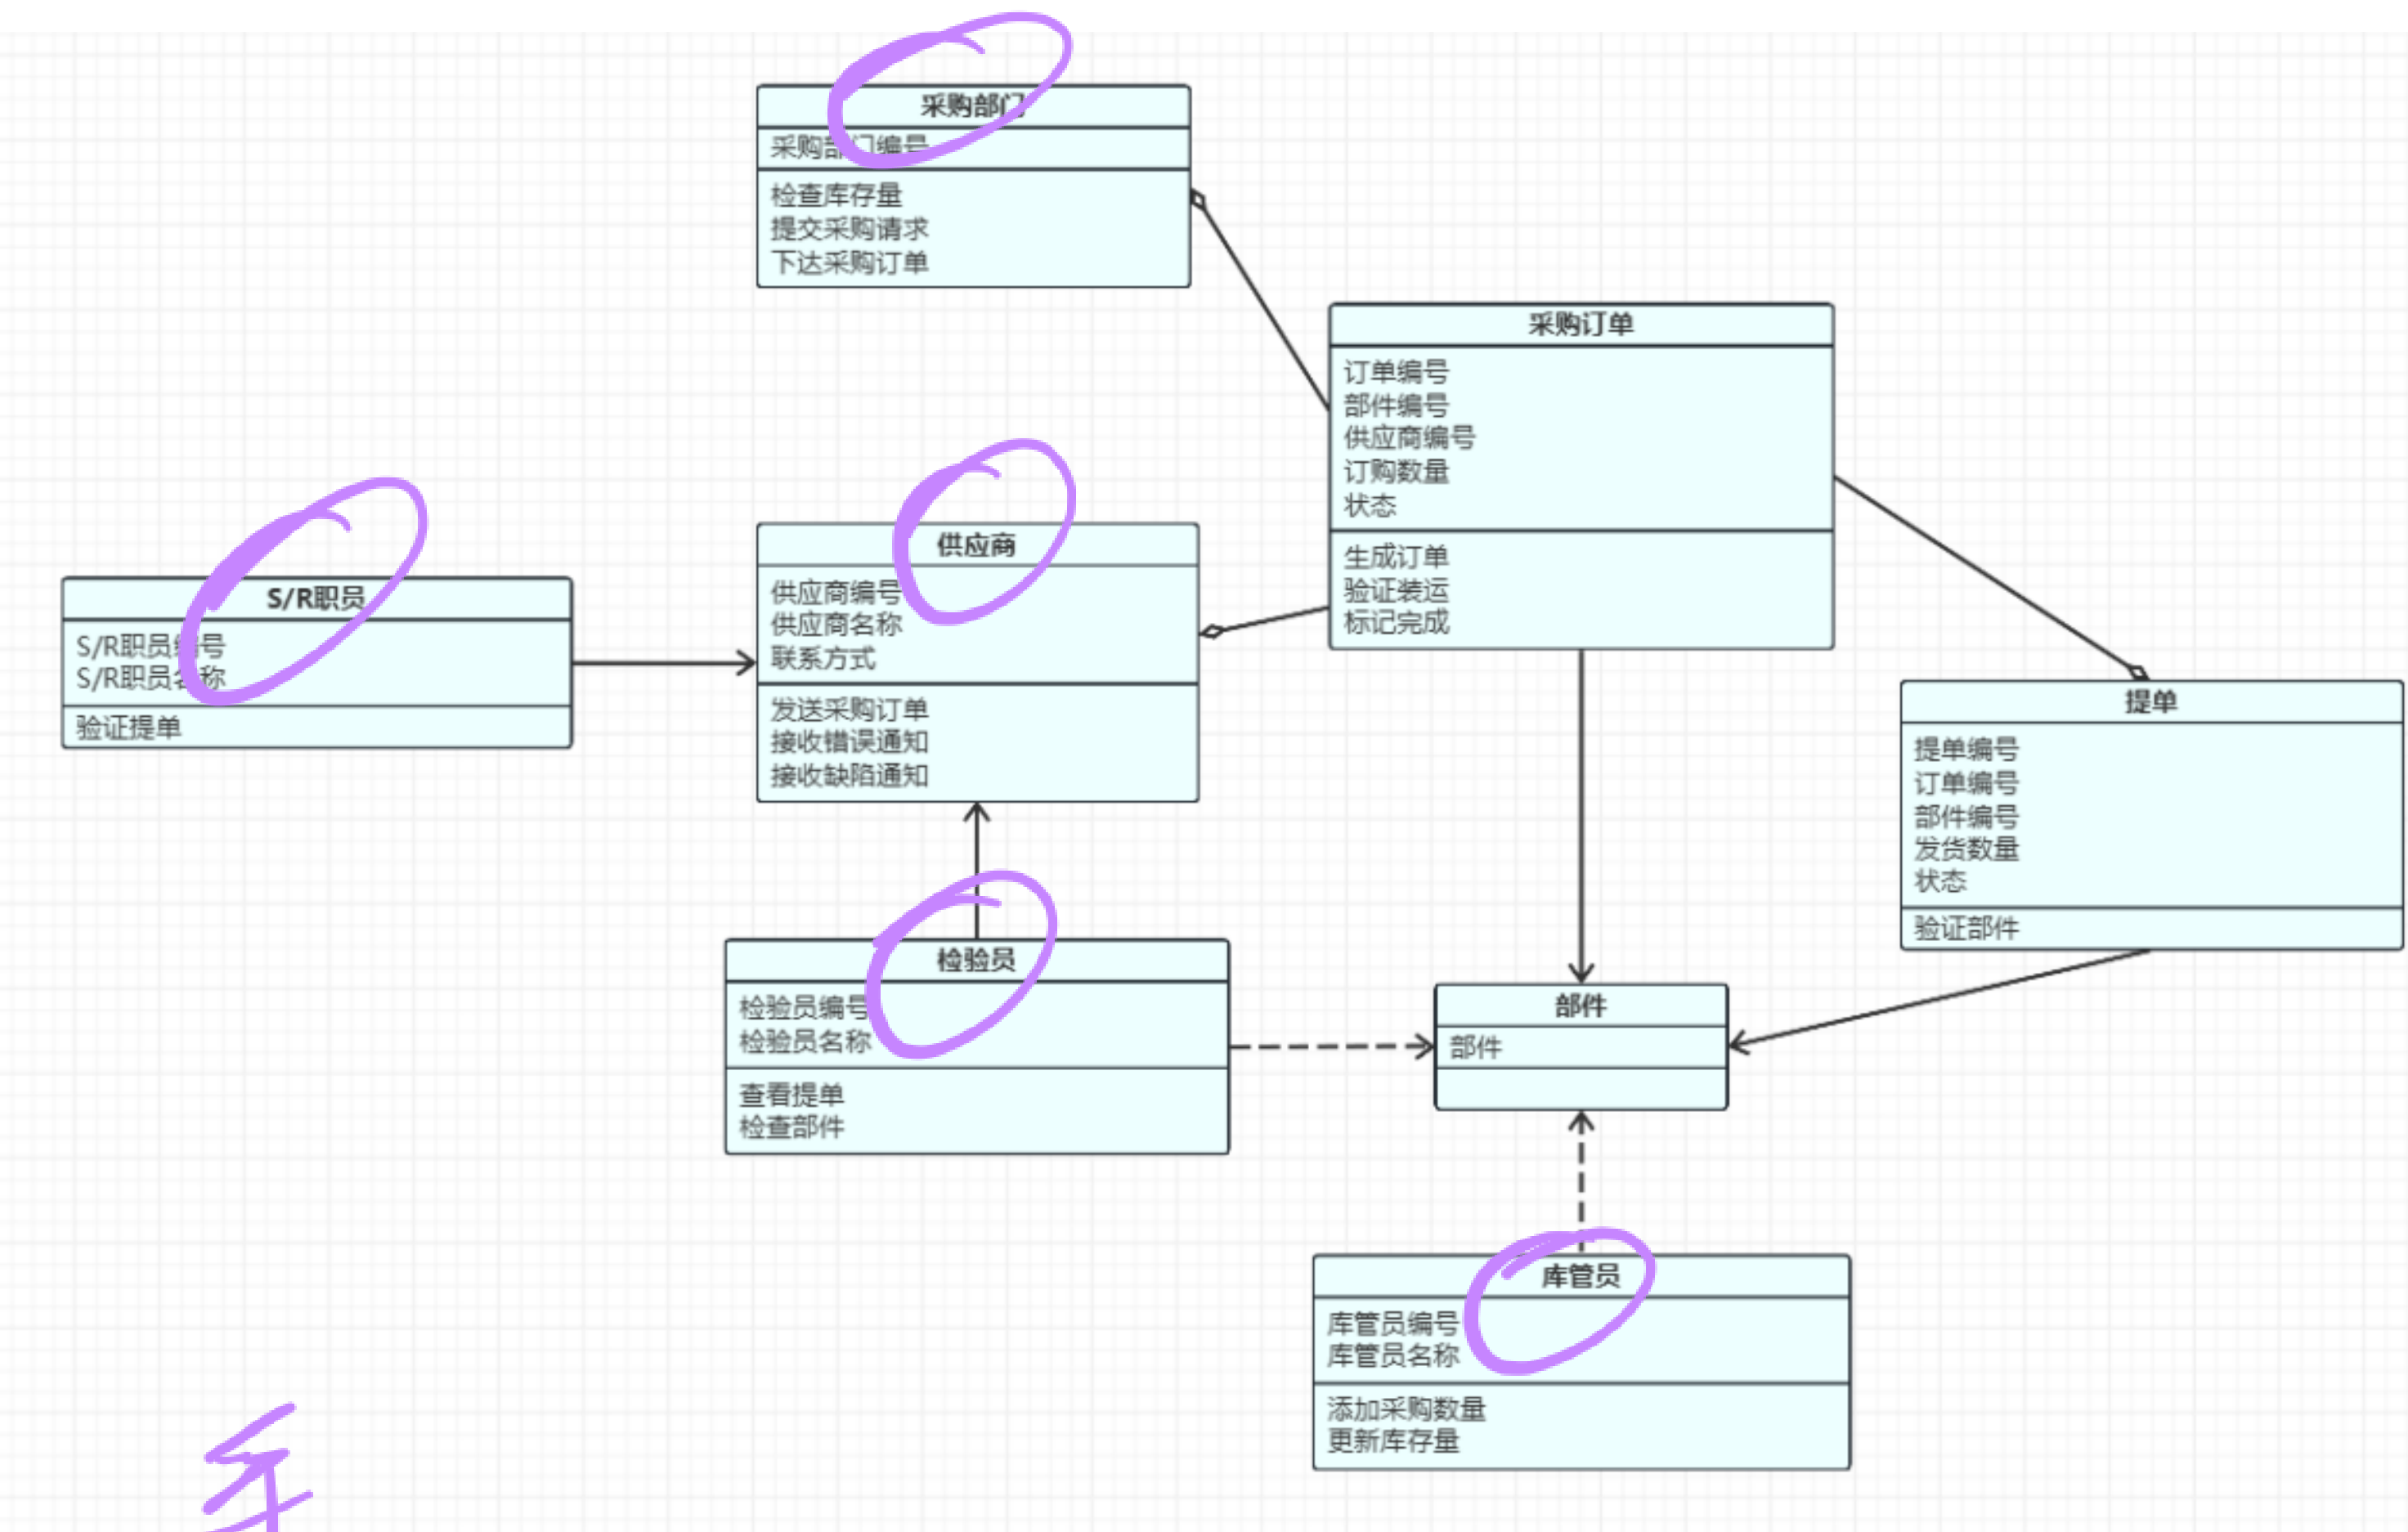 采购部门
采购部门编号
检查库存量
提交采购请求
下达采购订单
采购订单
订单编号
部件编号
供应商编号
订购数量
状态
生成订单
验证装运
标记完成
供应商
供应商编号
供应商名称
联系方式
发送采购订单
接收错误通知
接收缺陷通知
S/R职员
S/R职员编号
S/R职员名称
验证提单
提单
提单编号
订单编号
部件编号
发货数量
状态
验证部件
检验员
检验员编号
检验员名称
查看提单
检查部件
部件
部件
库管员
库管员编号
库管员名称
添加采购数量
更新库存量